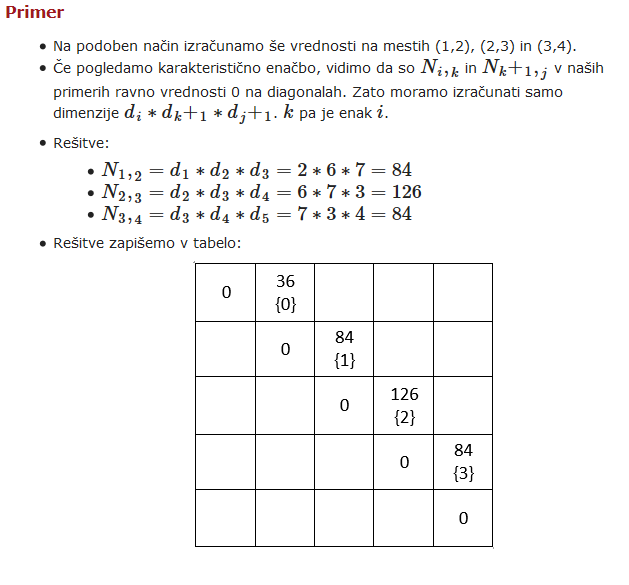 Primer
• Na podoben način izračunamo še vrednosti na mestih (1,2), (2,3) in (3,4).
• Če pogledamo karakteristično enačbo, vidimo da so N_{i,k} in N_{k+1,j} v naših
primerih ravno vrednosti 0 na diagonalah. Zato moramo izračunati samo
dimenzije d_i * d_{k+1} * d_{j+1}. k pa je enak i.
• Rešitve:
• N_{1,2} = d_1 * d_2 * d_3 = 2 * 6 * 7 = 84
• N_{2,3} = d_2 * d_3 * d_4 = 6 * 7 * 3 = 126
• N_{3,4} = d_3 * d_4 * d_5 = 7 * 3 * 4 = 84
• Rešitve zapišemo v tabelo:
0 36
{0}
0 84
{1}
0 126
{2}
0 84
{3}
0